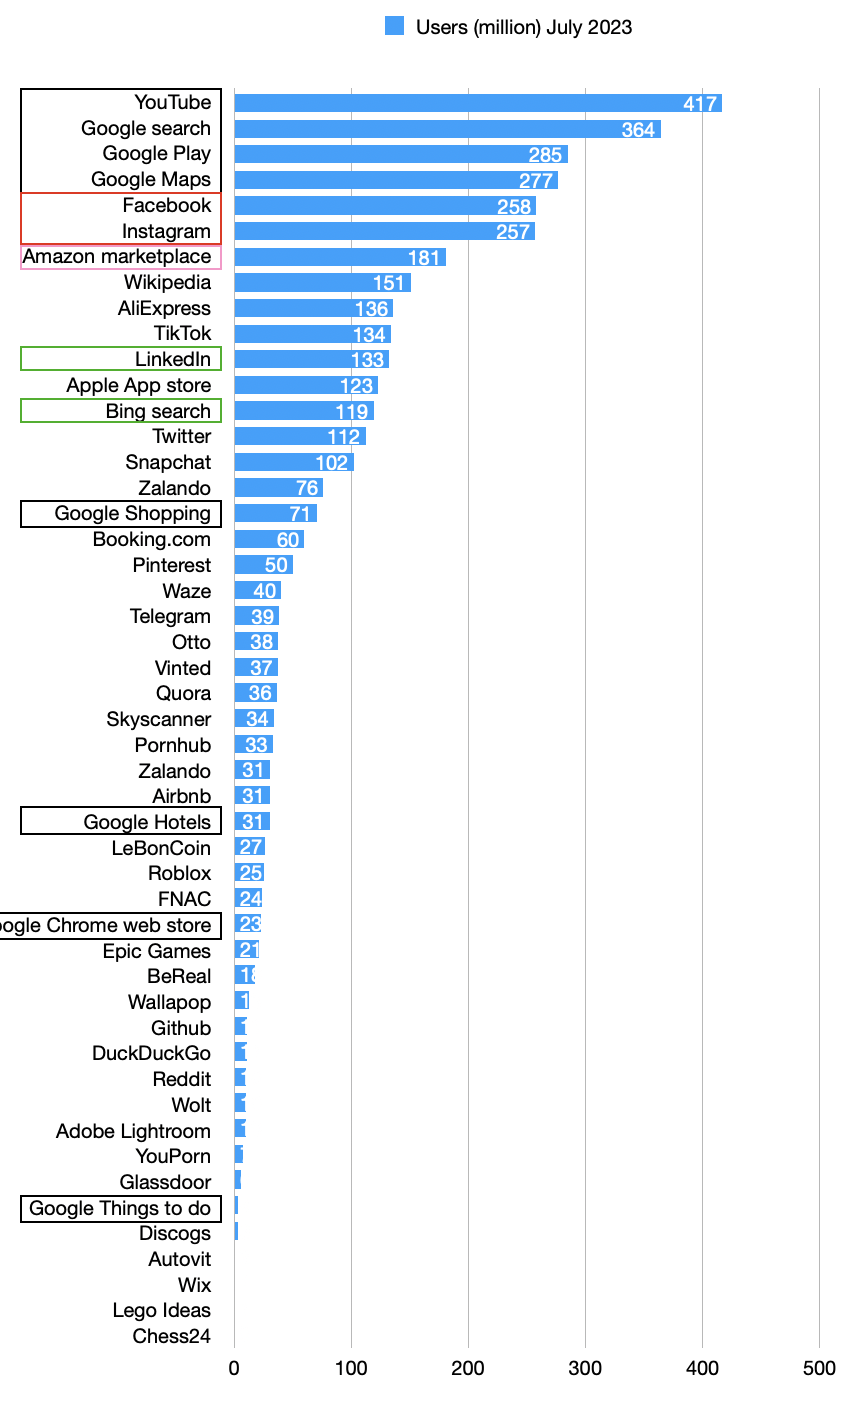 Users (million) July 2023
YouTube 417
Google search 364
Google Play 285
Google Maps 277
Facebook 258
Instagram 257
Amazon marketplace 181
Wikipedia 151
AliExpress 136
TikTok 134
LinkedIn 133
Apple App store 123
Bing search 119
Twitter 112
Snapchat 102
Zalando 76
Google Shopping 71
Booking.com 60
Pinterest 50
Waze 40
Telegram 39
Otto 38
Vinted 37
Quora 36
Skyscanner 34
Pornhub 33
Zalando 31
Airbnb 31
Google Hotels 31
LeBonCoin 27
Roblox 25
FNAC 24
ogle Chrome web store 23
Epic Games 21
BeReal 18
Wallapop
Github
DuckDuckGo
Reddit
Wolt
Adobe Lightroom
YouPorn
Glassdoor
Google Things to do
Discogs
Autovit
Wix
Lego Ideas
Chess24
0 100 200 300 400 500